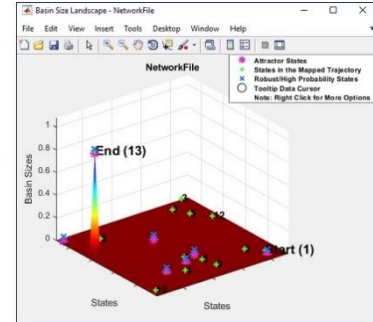 Basin Size Landscape - NetworkFile
File Edit View Insert Tools Desktop Window Help
NetworkFile
Attractor States
States in the Mapped Trajectory
Robust/High Probability States
Tooltip Data Cursor
Note: Right Click for More Options
1
0.8
0.6
0.4
0.2
0
Basin Sizes
End (13)
2
12
Start (1)
States
States